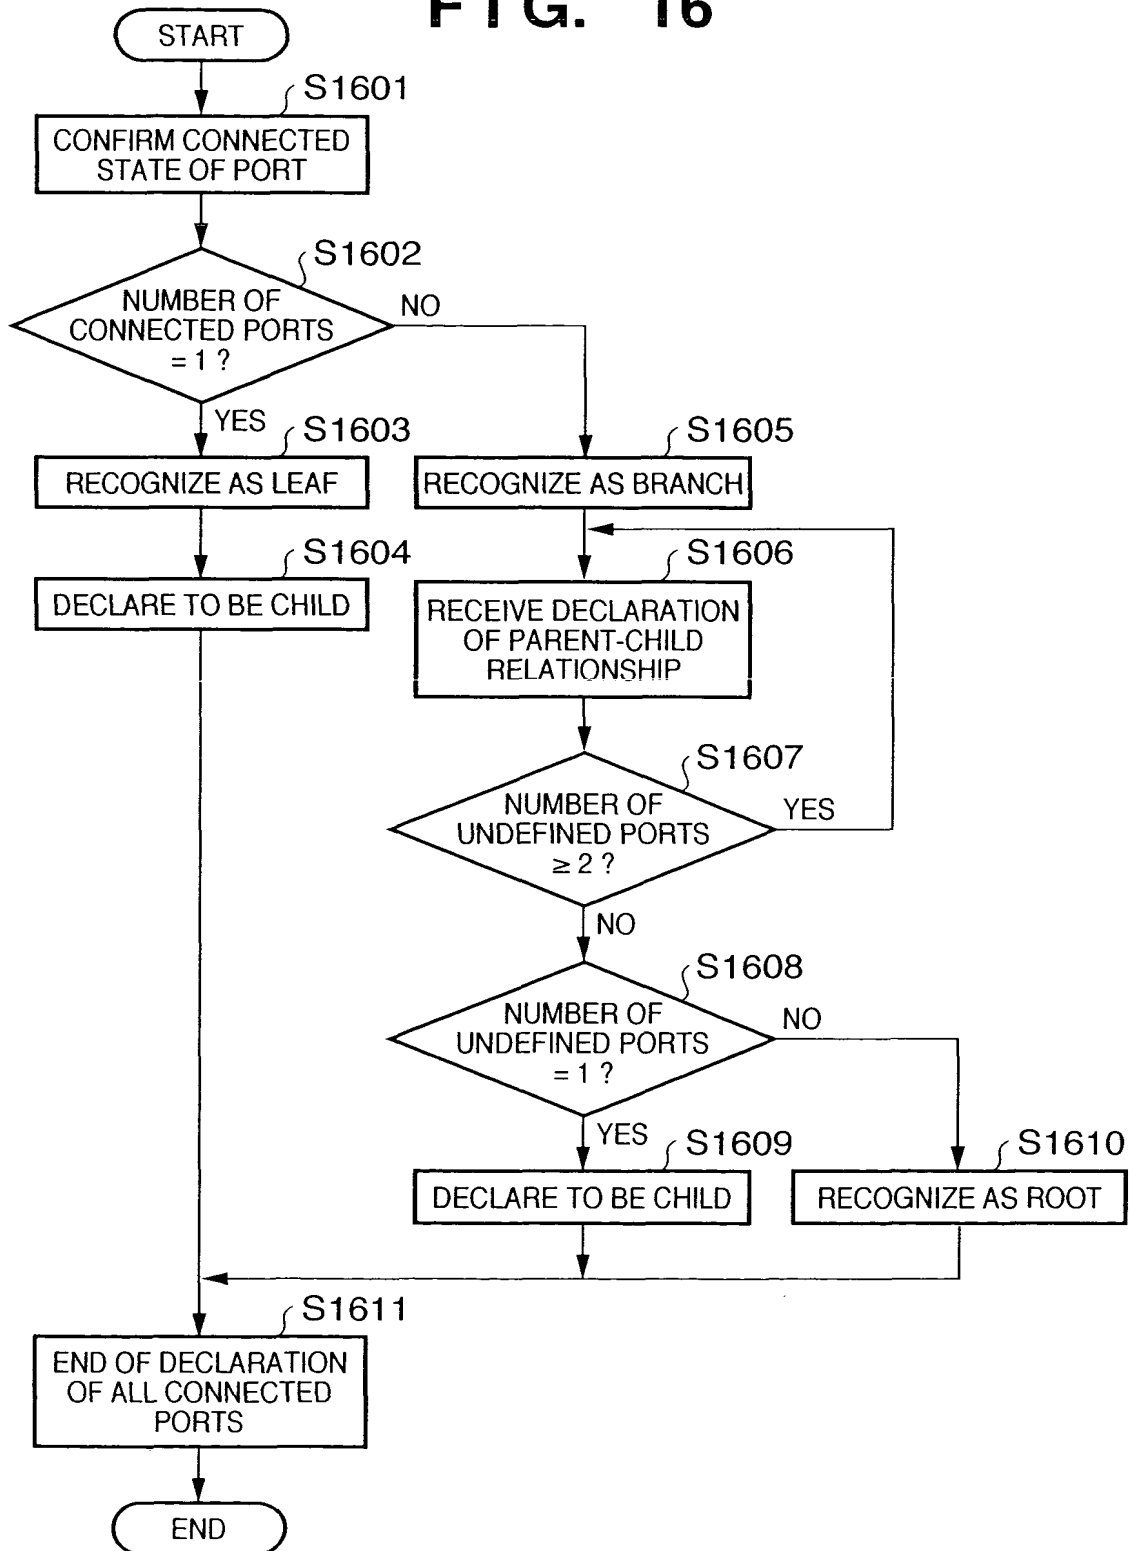 FIG. 16
START
S1601
CONFIRM CONNECTED
STATE OF PORT
S1602
NUMBER OF
CONNECTED PORTS
= 1 ?
NO
YES
S1603
RECOGNIZE AS LEAF
S1605
RECOGNIZE AS BRANCH
S1604
DECLARE TO BE CHILD
S1606
RECEIVE DECLARATION
OF PARENT-CHILD
RELATIONSHIP
S1607
NUMBER OF
UNDEFINED PORTS
≥ 2 ?
YES
NO
S1608
NUMBER OF
UNDEFINED PORTS
= 1 ?
NO
YES
S1609
DECLARE TO BE CHILD
S1610
RECOGNIZE AS ROOT
S1611
END OF DECLARATION
OF ALL CONNECTED
PORTS
END